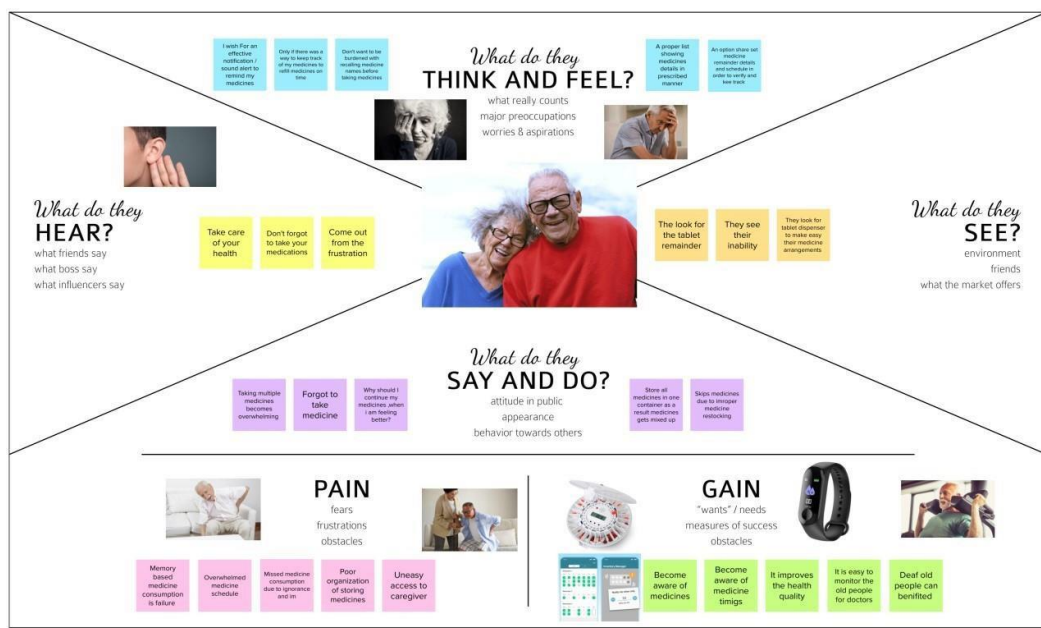 I wish For an
effective
notification /
sound alert to
remind my
medicines
Only if there was a
way to keep track
of my medicines to
refill medicines on
time
Don't want to be
burdented with
recalling medicine
names before
taking medicines
What do they
THINK AND FEEL?
what really counts
major preoccupations
worries & aspirations
A proper list
showing
medicines
details in
prescribed
manner
An option share set
medicine
remainder details
and schedule in
order to verify and
kee track
What do they
HEAR?
what friends say
what boss say
what influencers say
Take care
of your
health
Don't forgot
to take your
medications
Come out
from the
frustration
The look for
the tablet
remainder
They see
their
inability
They look for
tablet dispenser
to make easy
their medicine
arrangements
What do they
SEE?
environment
friends
what the market offers
What do they
SAY AND DO?
attitude in public
appearance
behavior towards others
Taking multiple
medicines
becomes
overwhelming
Forgot to
take
medicine
Why should I
continue my
medicines ,when
i am feeling
better?
Store all
medicines in one
container as a
result medicines
gets mixed up
Skips medicines
due to imroper
medicine
restocking
PAIN
fears
frustrations
obstacles
Memory
based
medicine
consumption
is failure
Overwhelmed
medicine
schedule
Missed medicine
consumption
due to ignorance
and im
Poor
organization
of storing
medicines
Uneasy
access to
caregiver
GAIN
"wants" / needs
measures of success
obstacles
Become
aware of
medicines
Become
aware of
medicine
timigs
It improves
the health
quality
It is easy to
monitor the
old people
for doctors
Deaf old
people can
benifited